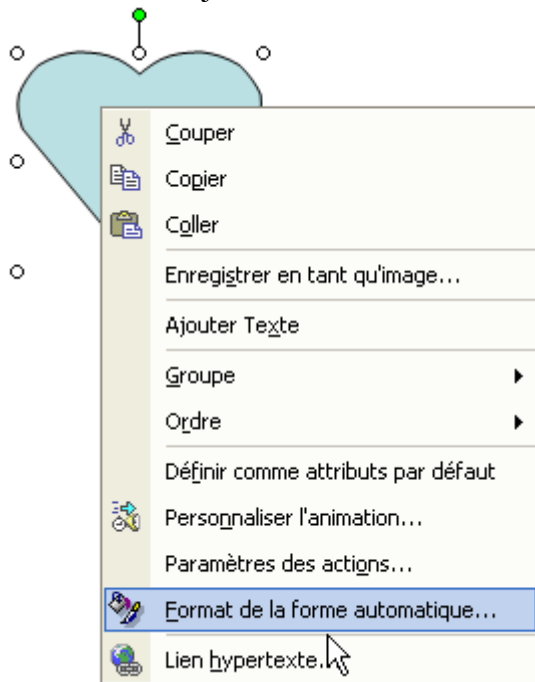 Couper
Copier
Coller
Enregistrer en tant qu'image...
Ajouter Texte
Groupe
Ordre
Définir comme attributs par défaut
Personnaliser l'animation...
Paramètres des actions...
Format de la forme automatique...
Lien hypertexte...